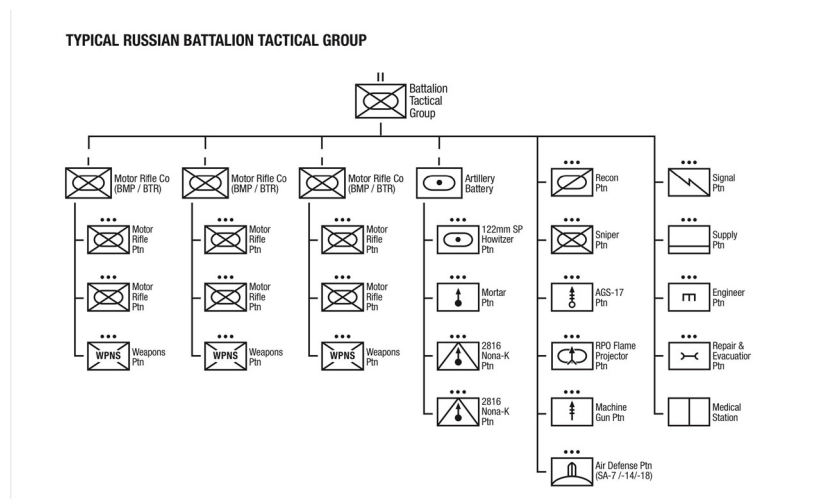 TYPICAL RUSSIAN BATTALION TACTICAL GROUP
Battalion
Tactical
Group
Motor Rifle Co
(BMP / BTR)
Motor Rifle Co
(BMP / BTR)
Motor Rifle Co
(BMP / BTR)
Artillery
Battery
Recon
Ptn
Signal
Ptn
Motor
Rifle
Ptn
Motor
Rifle
Ptn
Motor
Rifle
Ptn
122mm SP
Howitzer
Ptn
Sniper
Ptn
Supply
Ptn
Motor
Rifle
Ptn
Motor
Rifle
Ptn
Motor
Rifle
Ptn
Mortar
Ptn
AGS-17
Ptn
Engineer
Ptn
WPNS
Weapons
Ptn
WPNS
Weapons
Ptn
WPNS
Weapons
Ptn
2816
Nona-K
Ptn
RPO Flame
Projector
Ptn
Repair &
Evacuatior
Ptn
2816
Nona-K
Ptn
Machine
Gun Ptn
Medical
Station
Air Defense Ptn
(SA-7 /-14/-18)